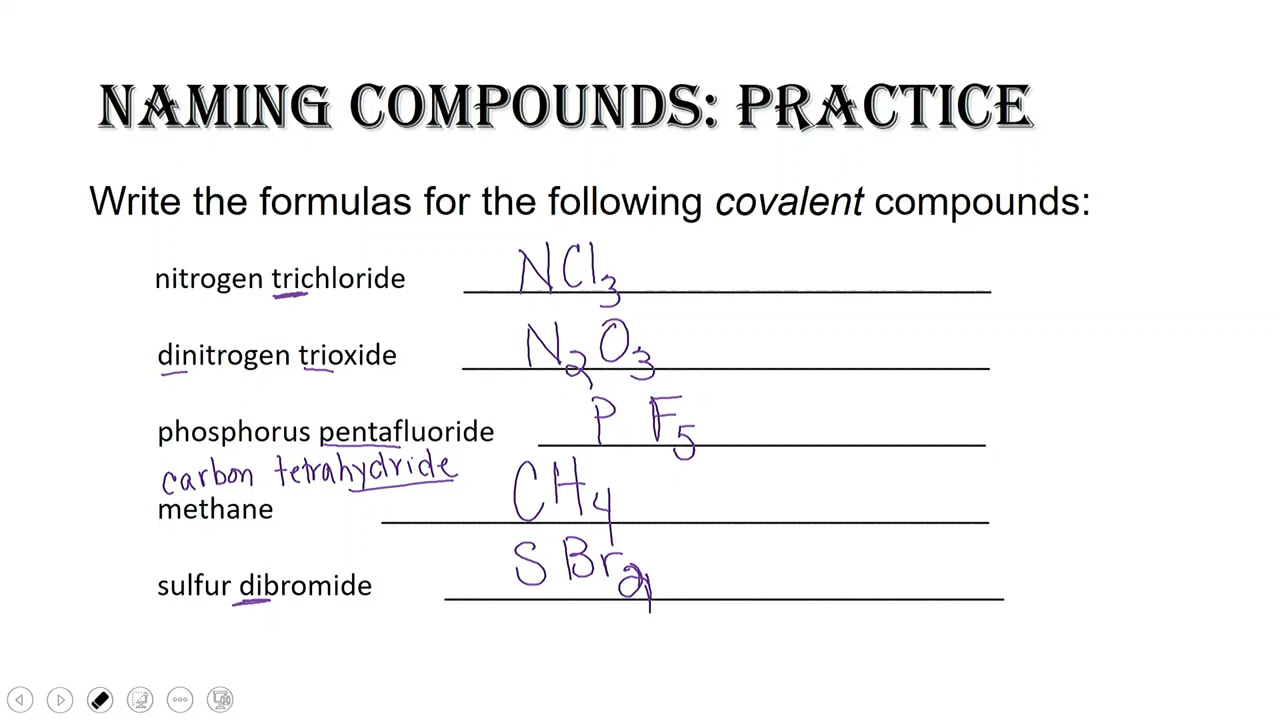 NAMING COMPOUNDS: PRACTICE
Write the formulas for the following covalent compounds:
nitrogen trichloride NCl3
dinitrogen trioxide N2O3
phosphorus pentafluoride PF5
carbon tetrahydride
methane CH4
sulfur dibromide SBr2